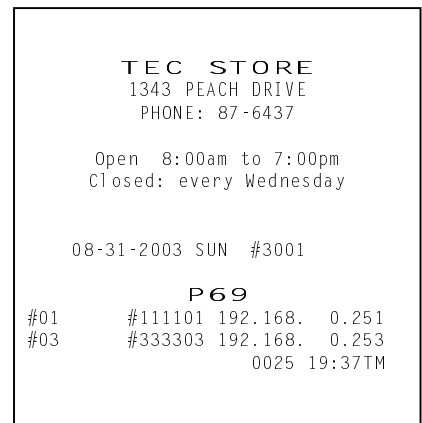 TEC STORE
1343 PEACH DRIVE
PHONE: 87-6437
Open 8:00am to 7:00pm
Closed: every Wednesday
08-31-2003 SUN #3001
P69
#01 #111101 192.168. 0.251
#03 #333303 192.168. 0.253
0025 19:37TM